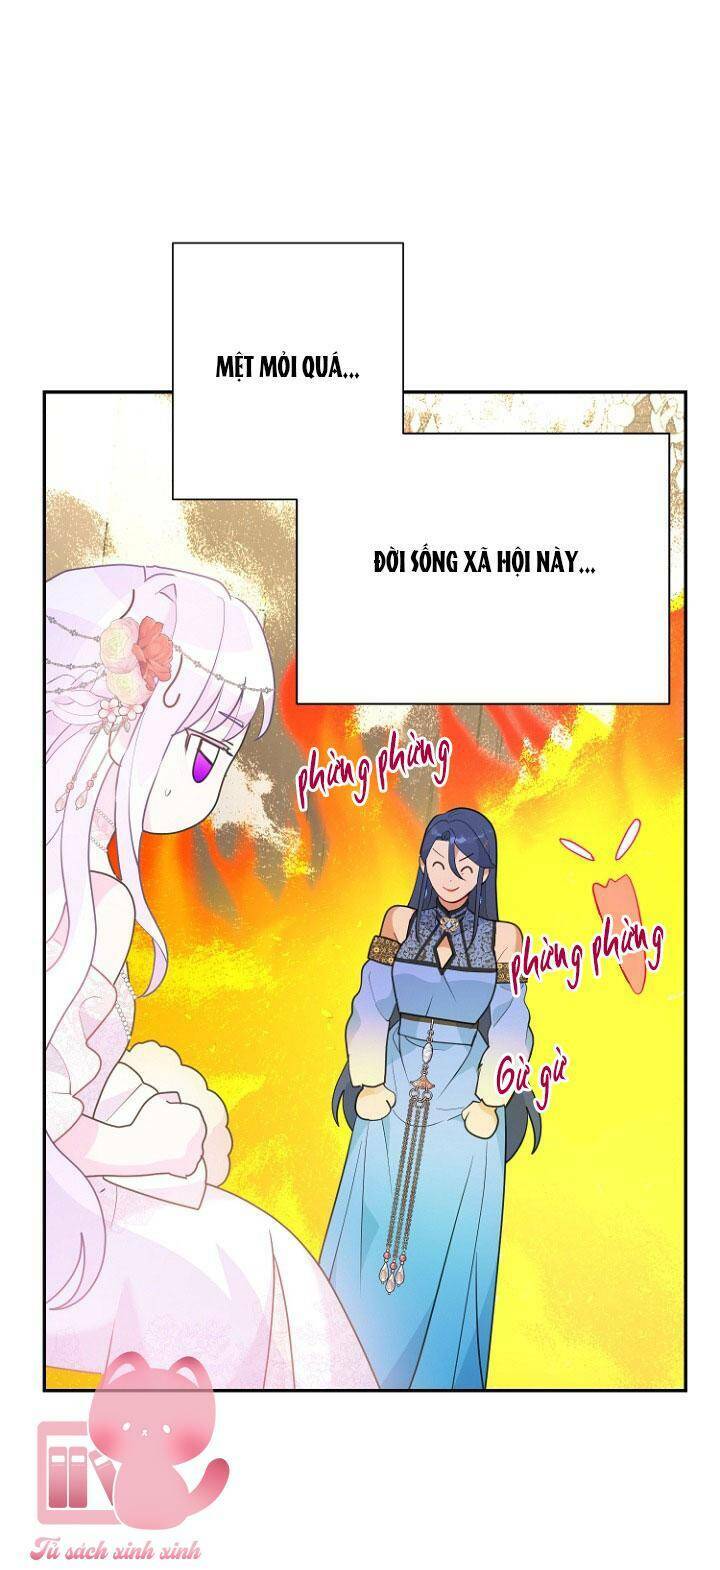 MỆT MỎI QUÁ...
ĐỜI SỐNG XÃ HỘI NÀY...
phừng phừng
phừng phừng
Gừ gừ
Tủ sách xinh xinh